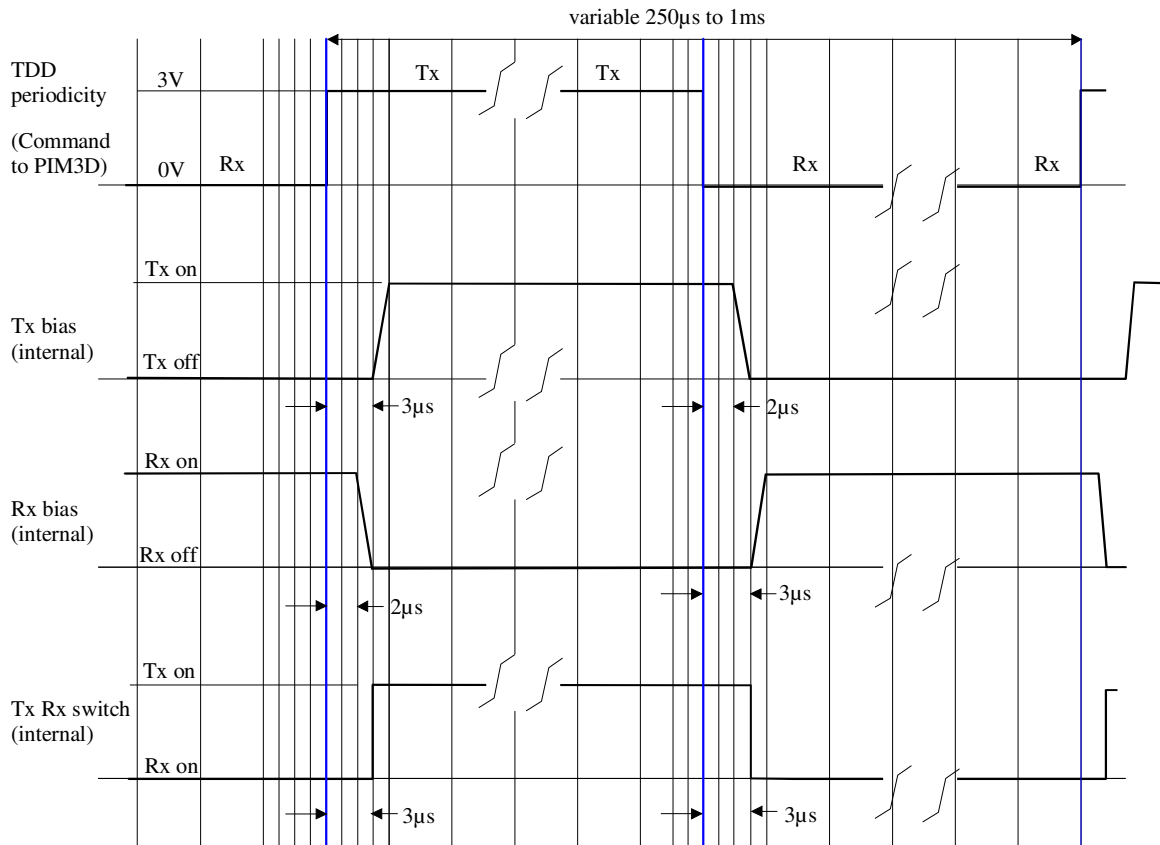 variable 250µs to 1ms
TDD
periodicity
(Command
to PIM3D)
3V
0V
Rx
Tx
Tx
Rx
Rx
Tx bias
(internal)
Tx on
Tx off
3µs
2µs
Rx bias
(internal)
Rx on
Rx off
2µs
3µs
Tx Rx switch
(internal)
Tx on
Rx on
3µs
3µs